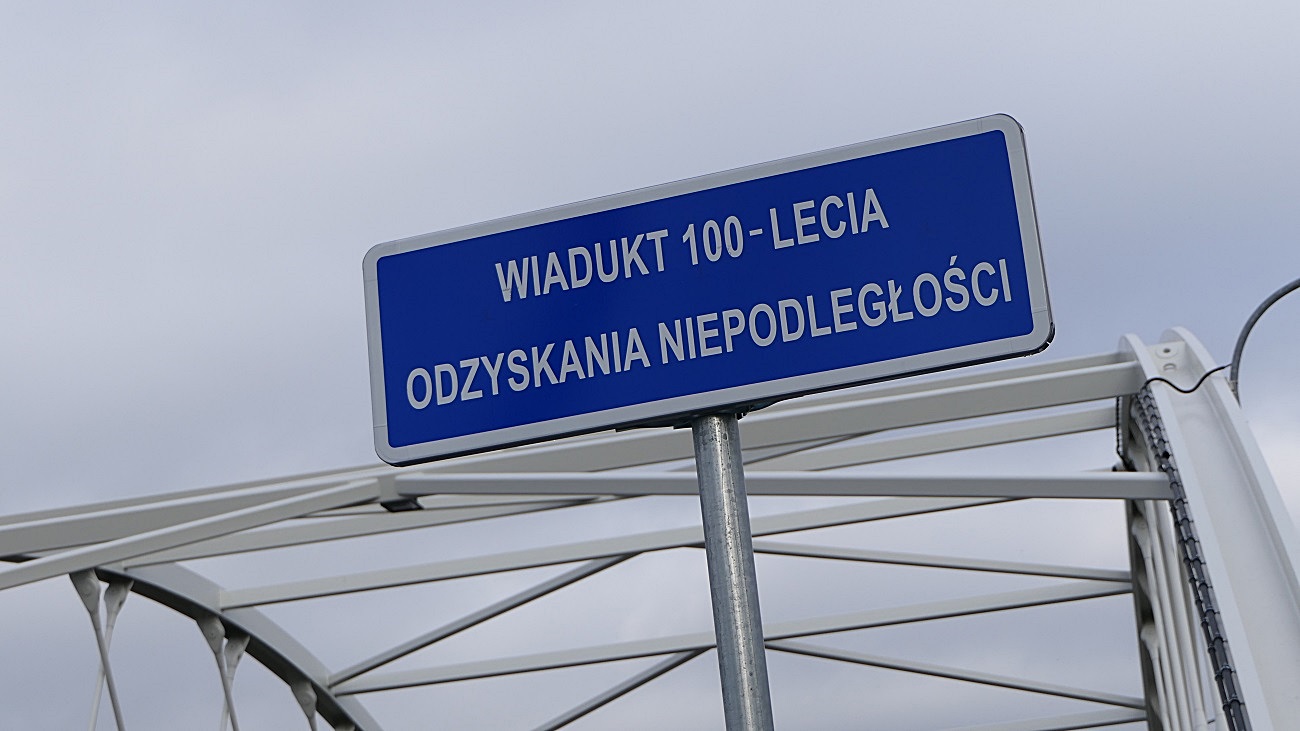 WIADUKT 100-LECIA
ODZYSKANIA NIEPODLEGŁOŚCI